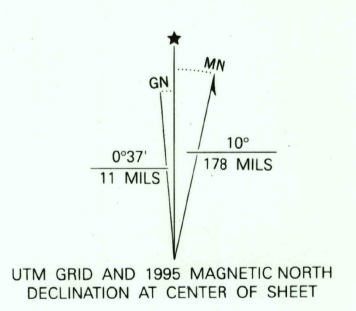 MN
GN
0°37'
11 MILS
10°
178 MILS
UTM GRID AND 1995 MAGNETIC NORTH
DECLINATION AT CENTER OF SHEET